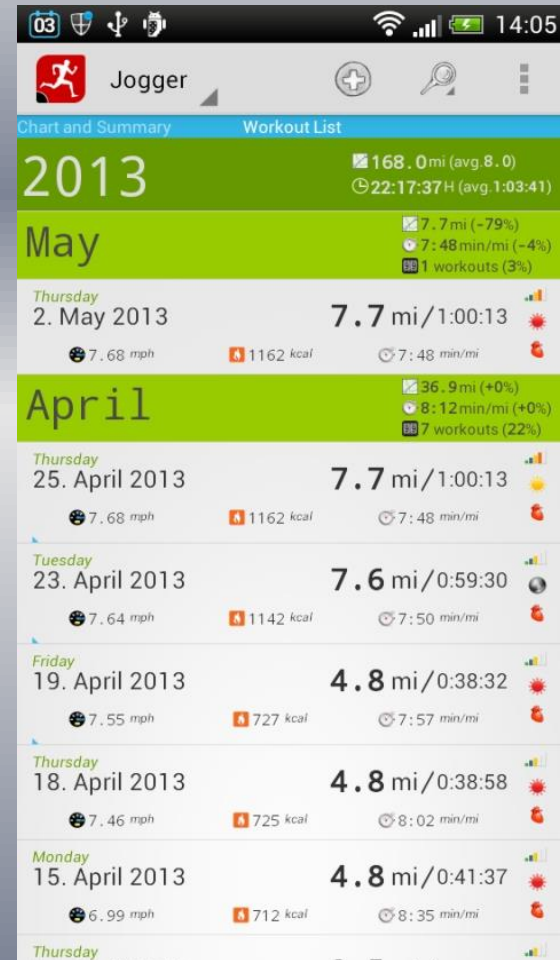 03 14:05
Jogger
Chart and Summary Workout List
2013
168.0mi (avg.8.0)
22:17:37H (avg.1:03:41)
May
7.7mi (-79%)
7:48min/mi (-4%)
1 workouts (3%)
Thursday
2. May 2013 7.7 mi/1:00:13
7.68 mph 1162 kcal 7:48 min/mi
April
36.9mi (+0%)
8:12min/mi (+0%)
7 workouts (22%)
Thursday
25. April 2013 7.7 mi/1:00:13
7.68 mph 1162 kcal 7:48 min/mi
Tuesday
23. April 2013 7.6 mi/0:59:30
7.64 mph 1142 kcal 7:50 min/mi
Friday
19. April 2013 4.8 mi/0:38:32
7.55 mph 727 kcal 7:57 min/mi
Thursday
18. April 2013 4.8 mi/0:38:58
7.46 mph 725 kcal 8:02 min/mi
Monday
15. April 2013 4.8 mi/0:41:37
6.99 mph 712 kcal 8:35 min/mi
Thursday